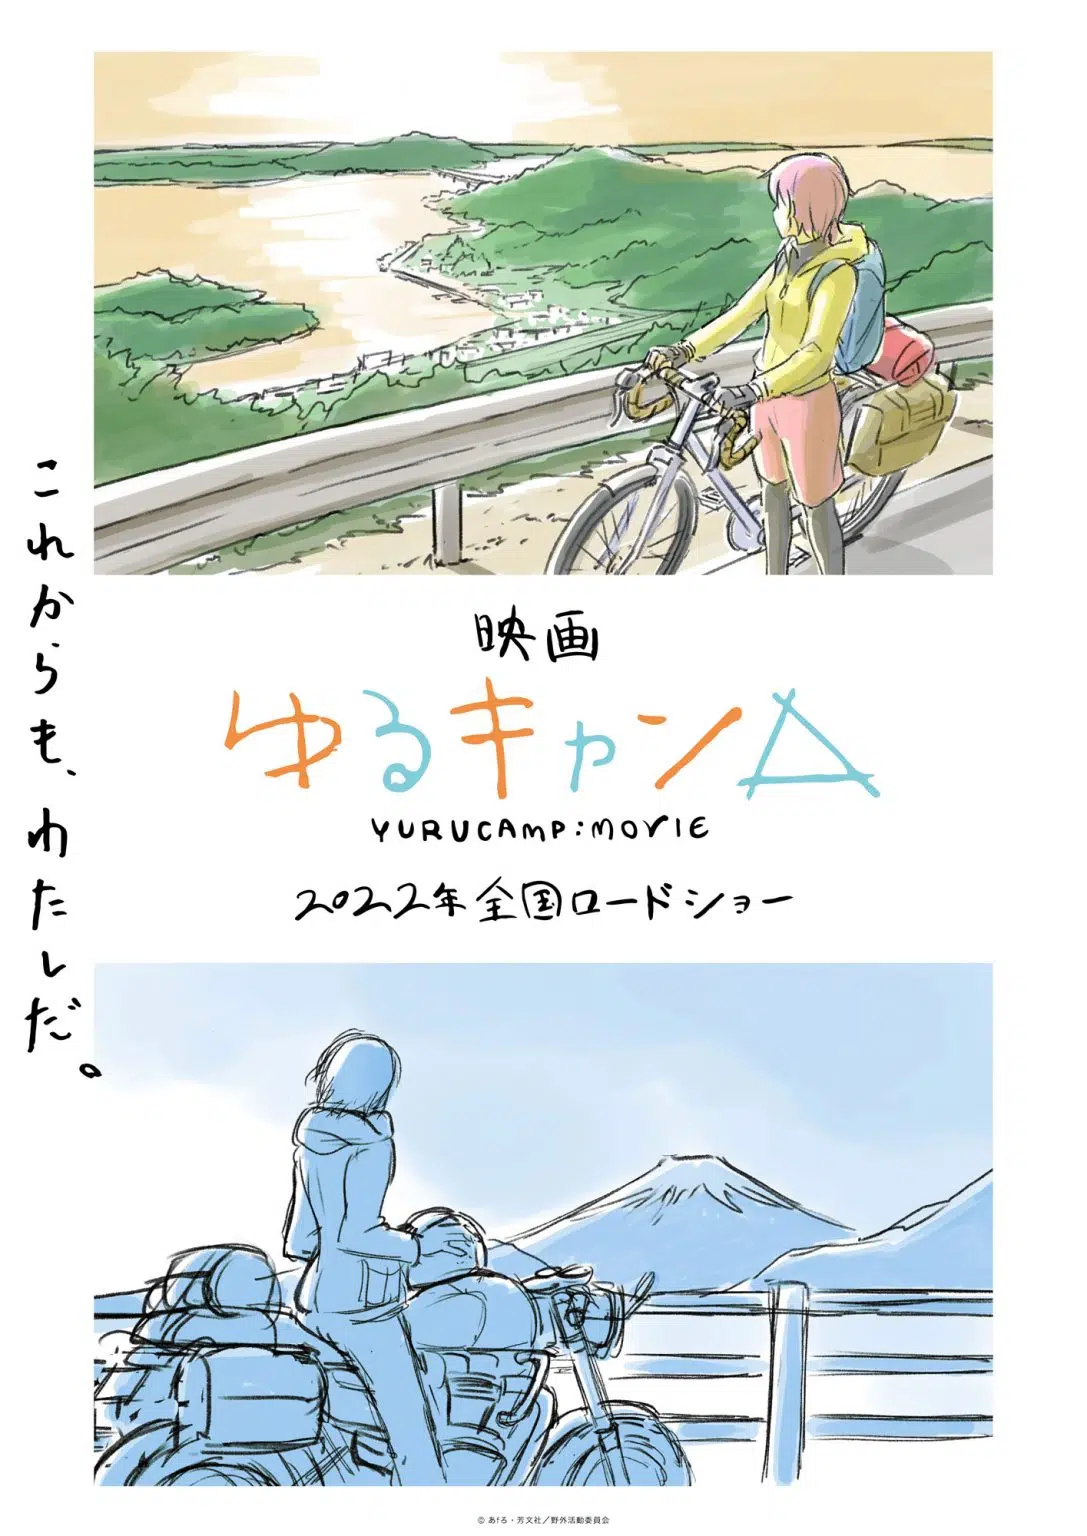 これからも、わたしだ。
映画
ゆるキャン△
YURUCAMP:MOVIE
2022年全国ロードショー
© あfろ・芳文社／野外活動委員会